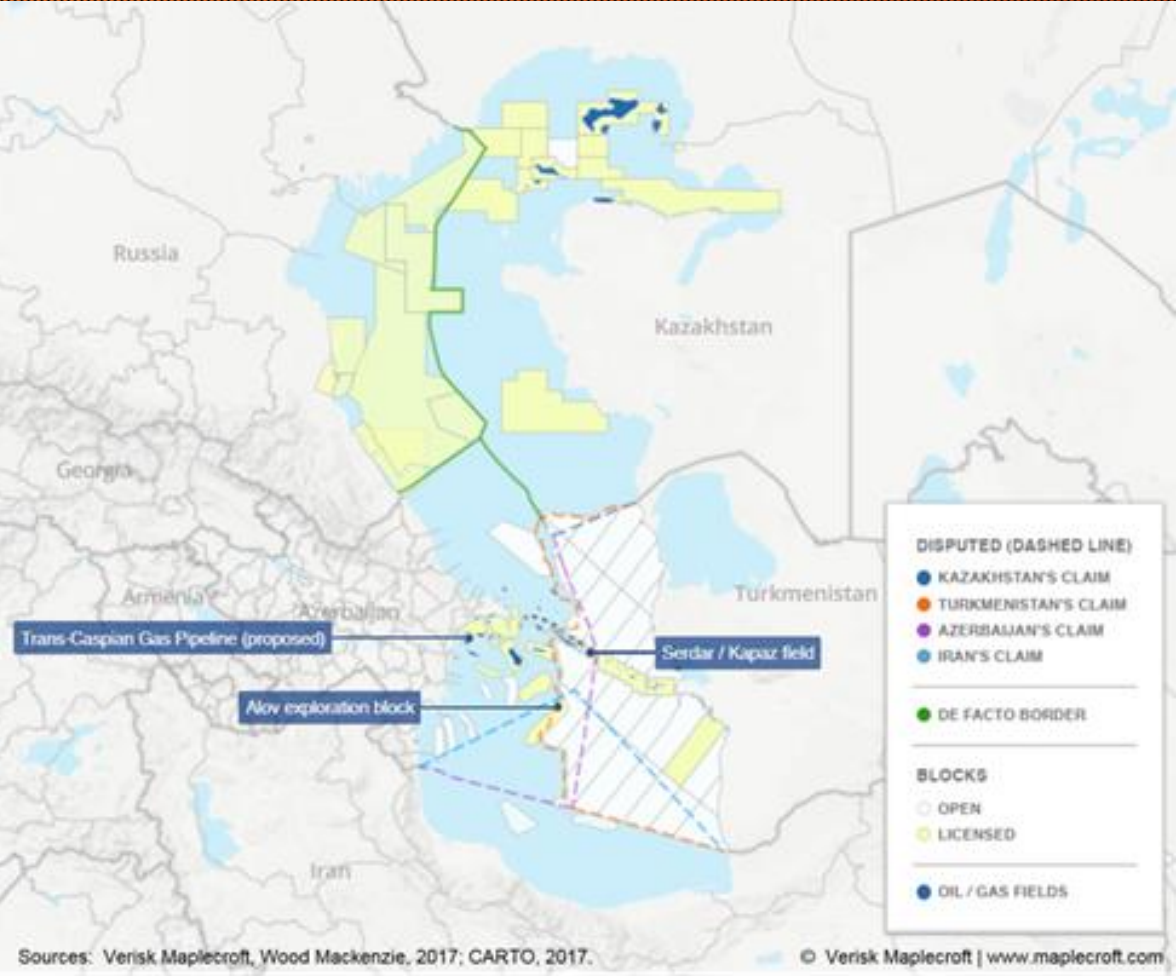 Russia
Kazakhstan
Georgia
Armenia
Azerbaijan
Turkmenistan
Trans-Caspian Gas Pipeline (proposed)
Serdar / Kapaz field
Alov exploration block
Iran
DISPUTED (DASHED LINE)
KAZAKHSTAN'S CLAIM
TURKMENISTAN'S CLAIM
AZERBAIJAN'S CLAIM
IRAN'S CLAIM
DE FACTO BORDER
BLOCKS
OPEN
LICENSED
OIL / GAS FIELDS
Sources: Verisk Maplecroft, Wood Mackenzie, 2017; CARTO, 2017.
© Verisk Maplecroft | www.maplecroft.com